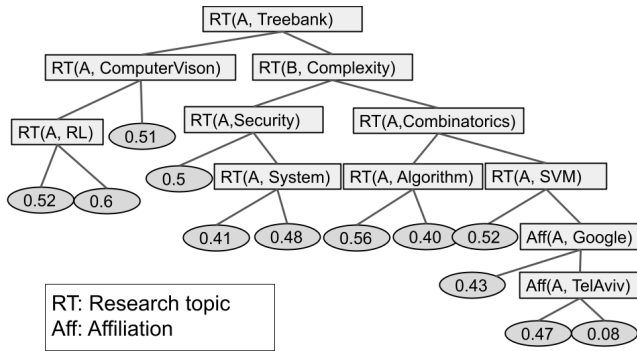 RT(A, Treebank)
RT(A, ComputerVison)
RT(B, Complexity)
RT(A, RL)
0.51
RT(A,Security)
RT(A,Combinatorics)
0.52
0.6
0.5
RT(A, System)
RT(A, Algorithm)
RT(A, SVM)
0.41
0.48
0.56
0.40
0.52
Aff(A, Google)
0.43
Aff(A, TelAviv)
0.47
0.08
RT: Research topic
Aff: Affiliation